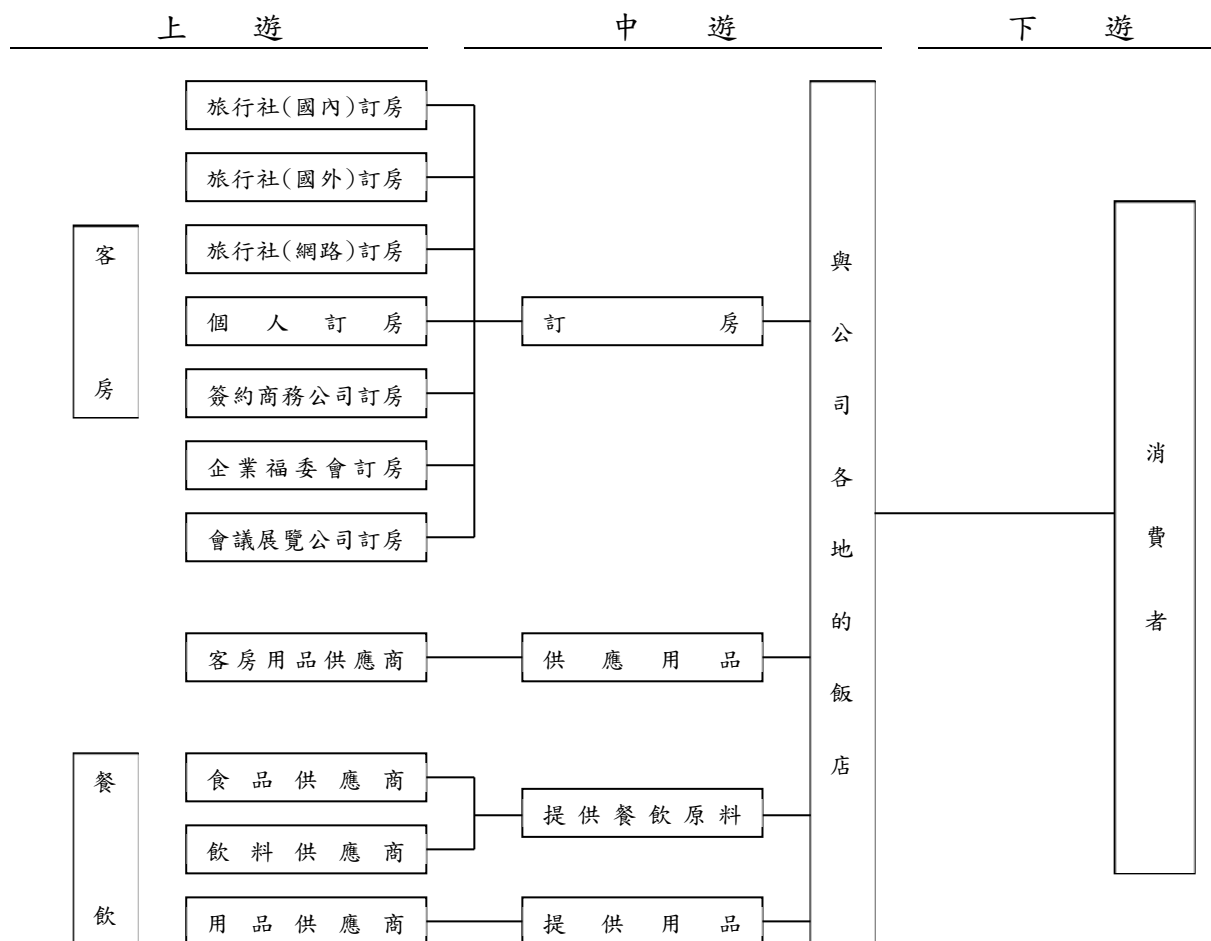 上遊
中遊
下遊
旅行社(國內)訂房
旅行社(國外)訂房
旅行社(網路)訂房
個人訂房
簽約商務公司訂房
企業福委會訂房
會議展覽公司訂房
客房
訂房
客房用品供應商
供應用品
餐飲
食品供應商
飲料供應商
提供餐飲原料
用品供應商
提供用品
與公司各地的飯店
消費者